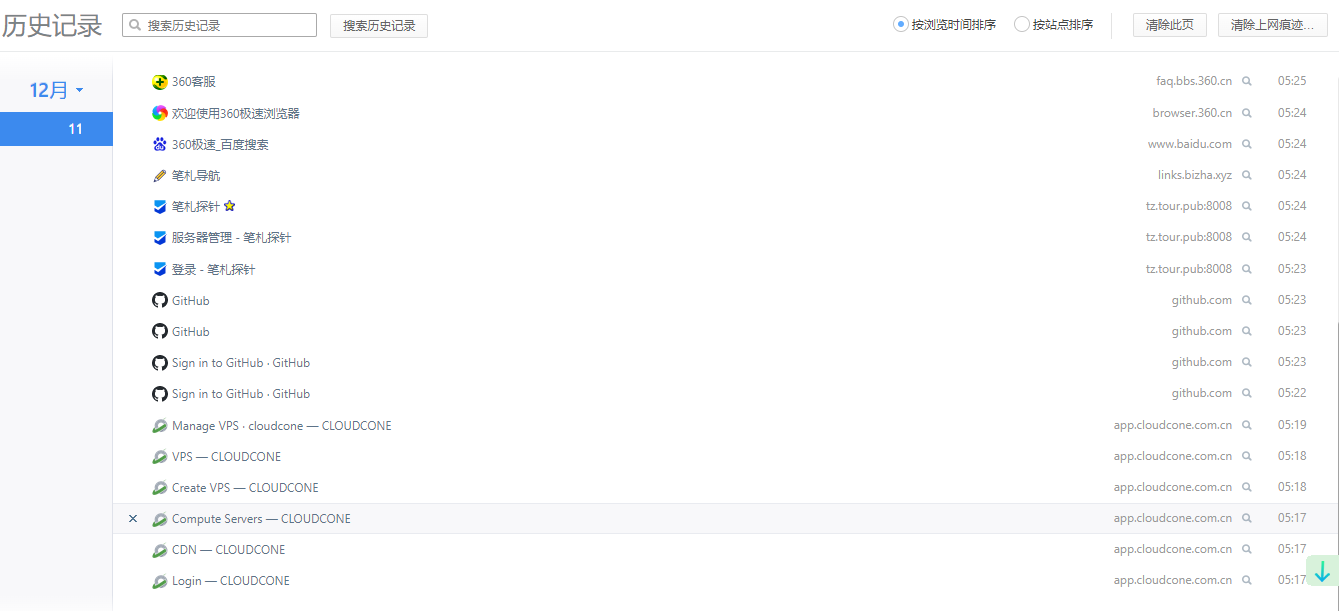 历史记录 搜索历史记录 搜索历史记录 按浏览时间排序 按站点排序 清除此页 清除上网痕迹...
12月
11
360客服 faq.bbs.360.cn 05:25
欢迎使用360极速浏览器 browser.360.cn 05:24
360极速_百度搜索 www.baidu.com 05:24
笔札导航 links.bizha.xyz 05:24
笔札探针 tz.tour.pub:8008 05:24
服务器管理 - 笔札探针 tz.tour.pub:8008 05:24
登录 - 笔札探针 tz.tour.pub:8008 05:23
GitHub github.com 05:23
GitHub github.com 05:23
Sign in to GitHub · GitHub github.com 05:23
Sign in to GitHub · GitHub github.com 05:22
Manage VPS · cloudcone — CLOUDCONE app.cloudcone.com.cn 05:19
VPS — CLOUDCONE app.cloudcone.com.cn 05:18
Create VPS — CLOUDCONE app.cloudcone.com.cn 05:18
Compute Servers — CLOUDCONE app.cloudcone.com.cn 05:17
CDN — CLOUDCONE app.cloudcone.com.cn 05:17
Login — CLOUDCONE app.cloudcone.com.cn 05:17